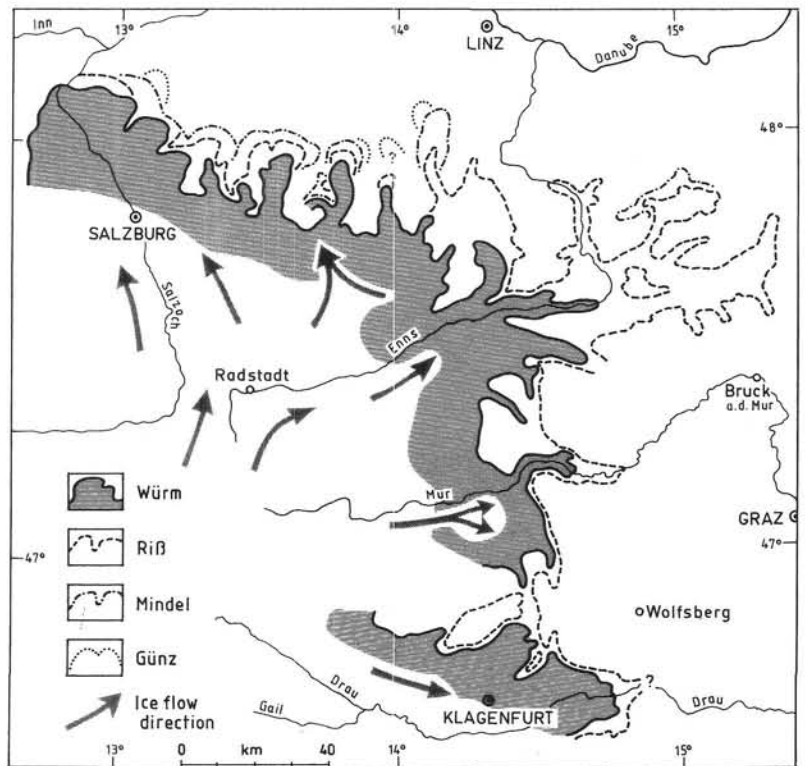 13°
14°
15°
Inn
LINZ
Danube
48°
SALZBURG
Salzach
Enns
Radstadt
Bruck
a.d. Mur
Mur
GRAZ
47°
47°
Würm
Riß
Mindel
Günz
Ice flow
direction
Wolfsberg
?
Drau
Drau
Gail
KLAGENFURT
13°
0 km 40
14°
15°